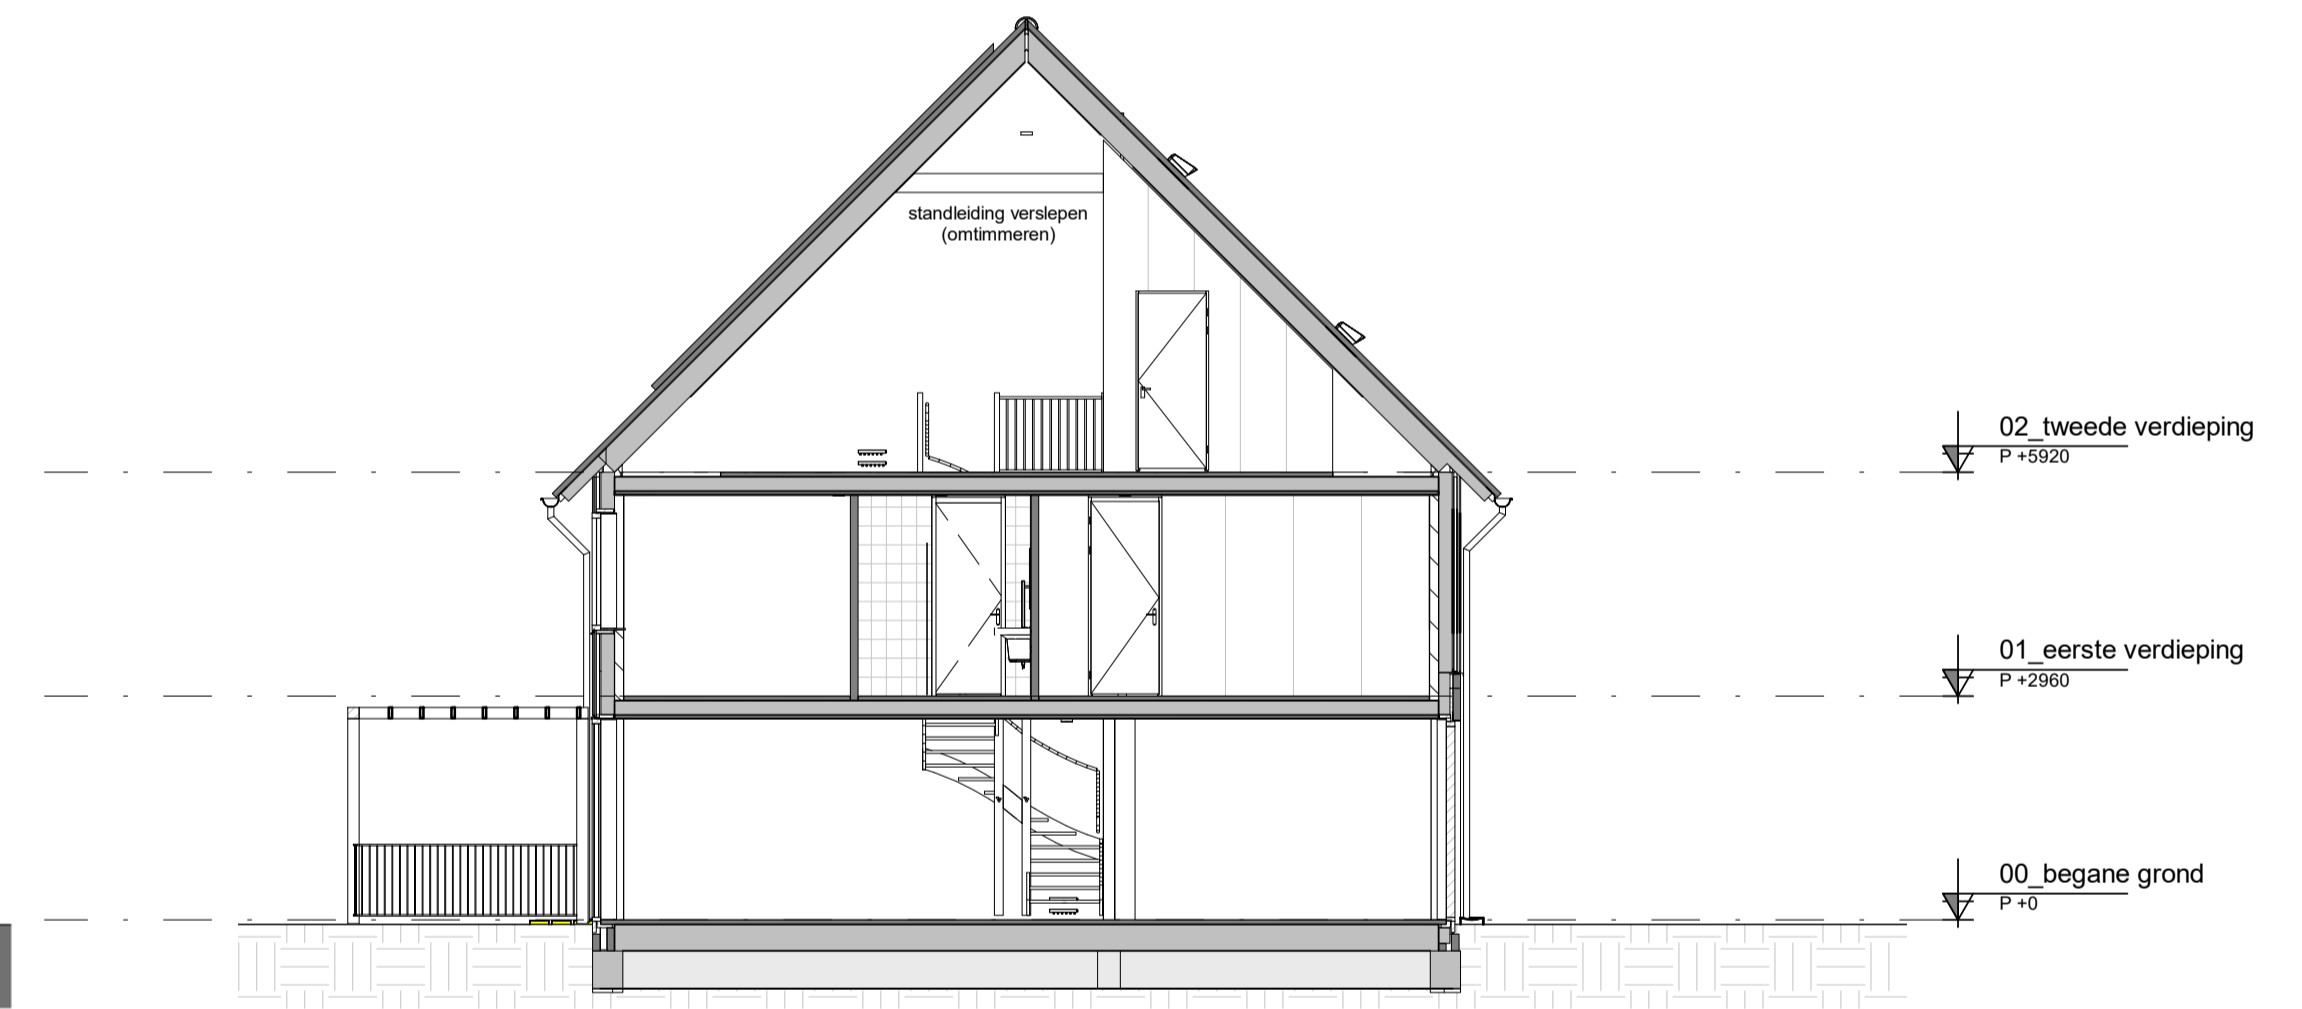 standleiding verslepen
(omtimmeren)
02_tweede verdieping
P +5920
01_eerste verdieping
P +2960
00_begane grond
P +0